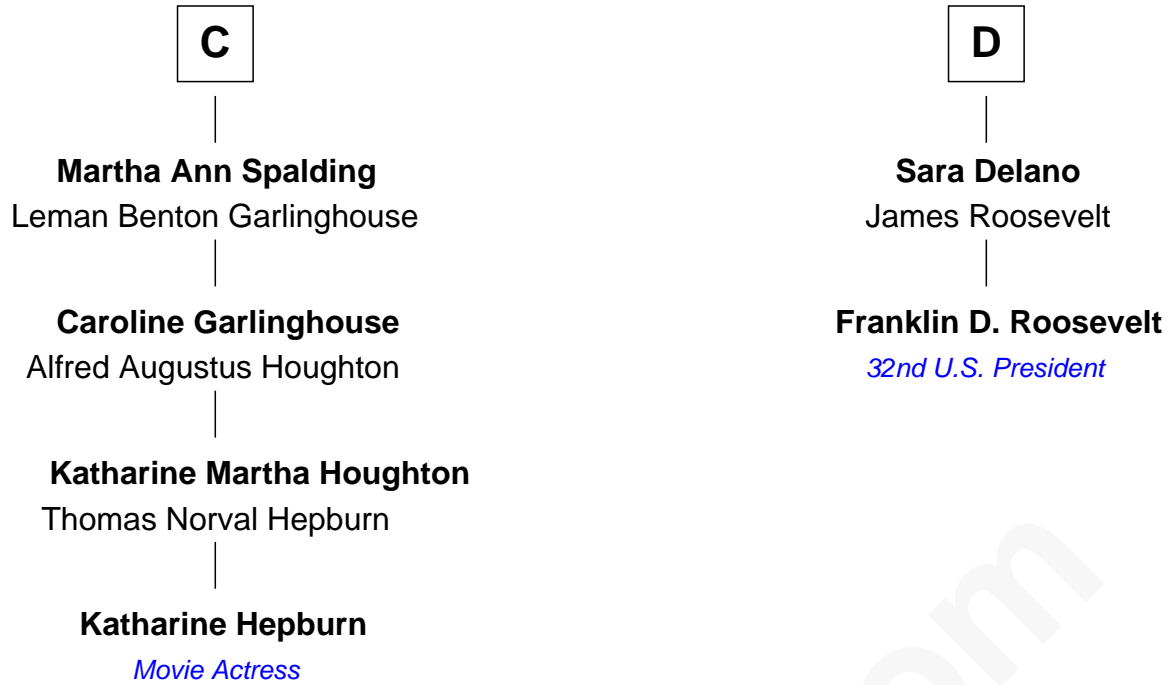 C
Martha Ann Spalding
Leman Benton Garlinghouse
Caroline Garlinghouse
Alfred Augustus Houghton
Katharine Martha Houghton
Thomas Norval Hepburn
Katharine Hepburn
Movie Actress
D
Sara Delano
James Roosevelt
Franklin D. Roosevelt
32nd U.S. President
om